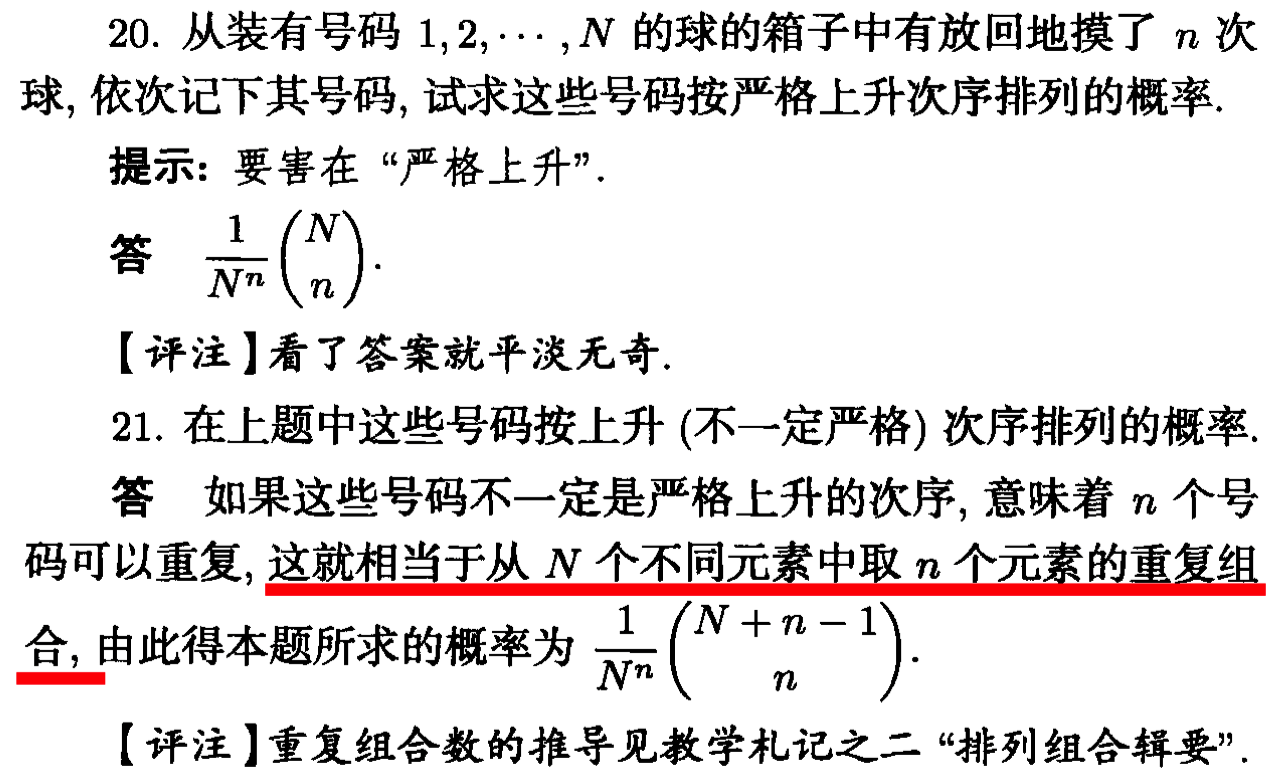 20. 从装有号码 1, 2, ⋯ , N 的球的箱子中有放回地摸了 n 次
球, 依次记下其号码, 试求这些号码按严格上升次序排列的概率.
提示: 要害在 “严格上升”.
答 \frac{1}{N^n}\binom{N}{n}.
【评注】看了答案就平淡无奇.
21. 在上题中这些号码按上升 (不一定严格) 次序排列的概率.
答 如果这些号码不一定是严格上升的次序, 意味着 n 个号
码可以重复, 这就相当于从 N 个不同元素中取 n 个元素的重复组
合, 由此得本题所求的概率为 \frac{1}{N^n}\binom{N+n-1}{n}.
【评注】重复组合数的推导见教学札记之二 “排列组合辑要”.